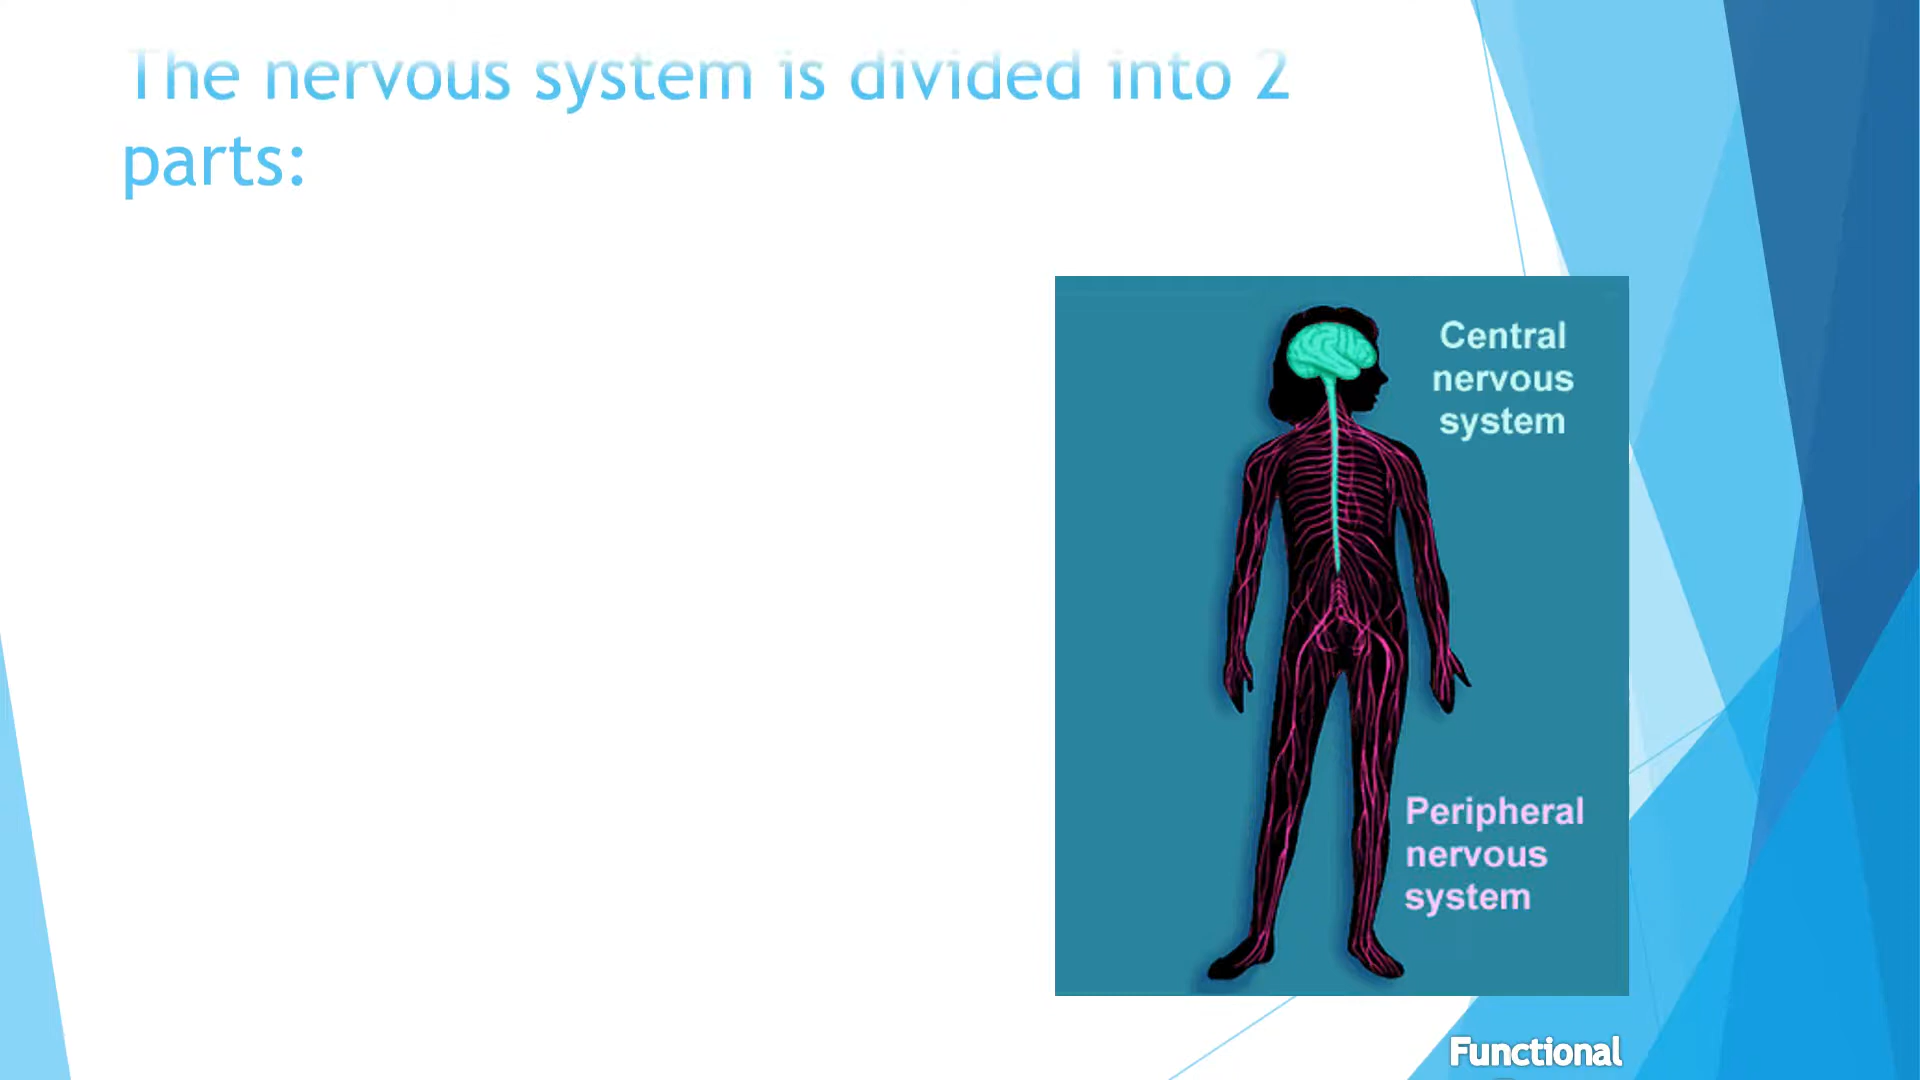 The nervous system is divided into 2
parts:
Central
nervous
system
Peripheral
nervous
system
Functional